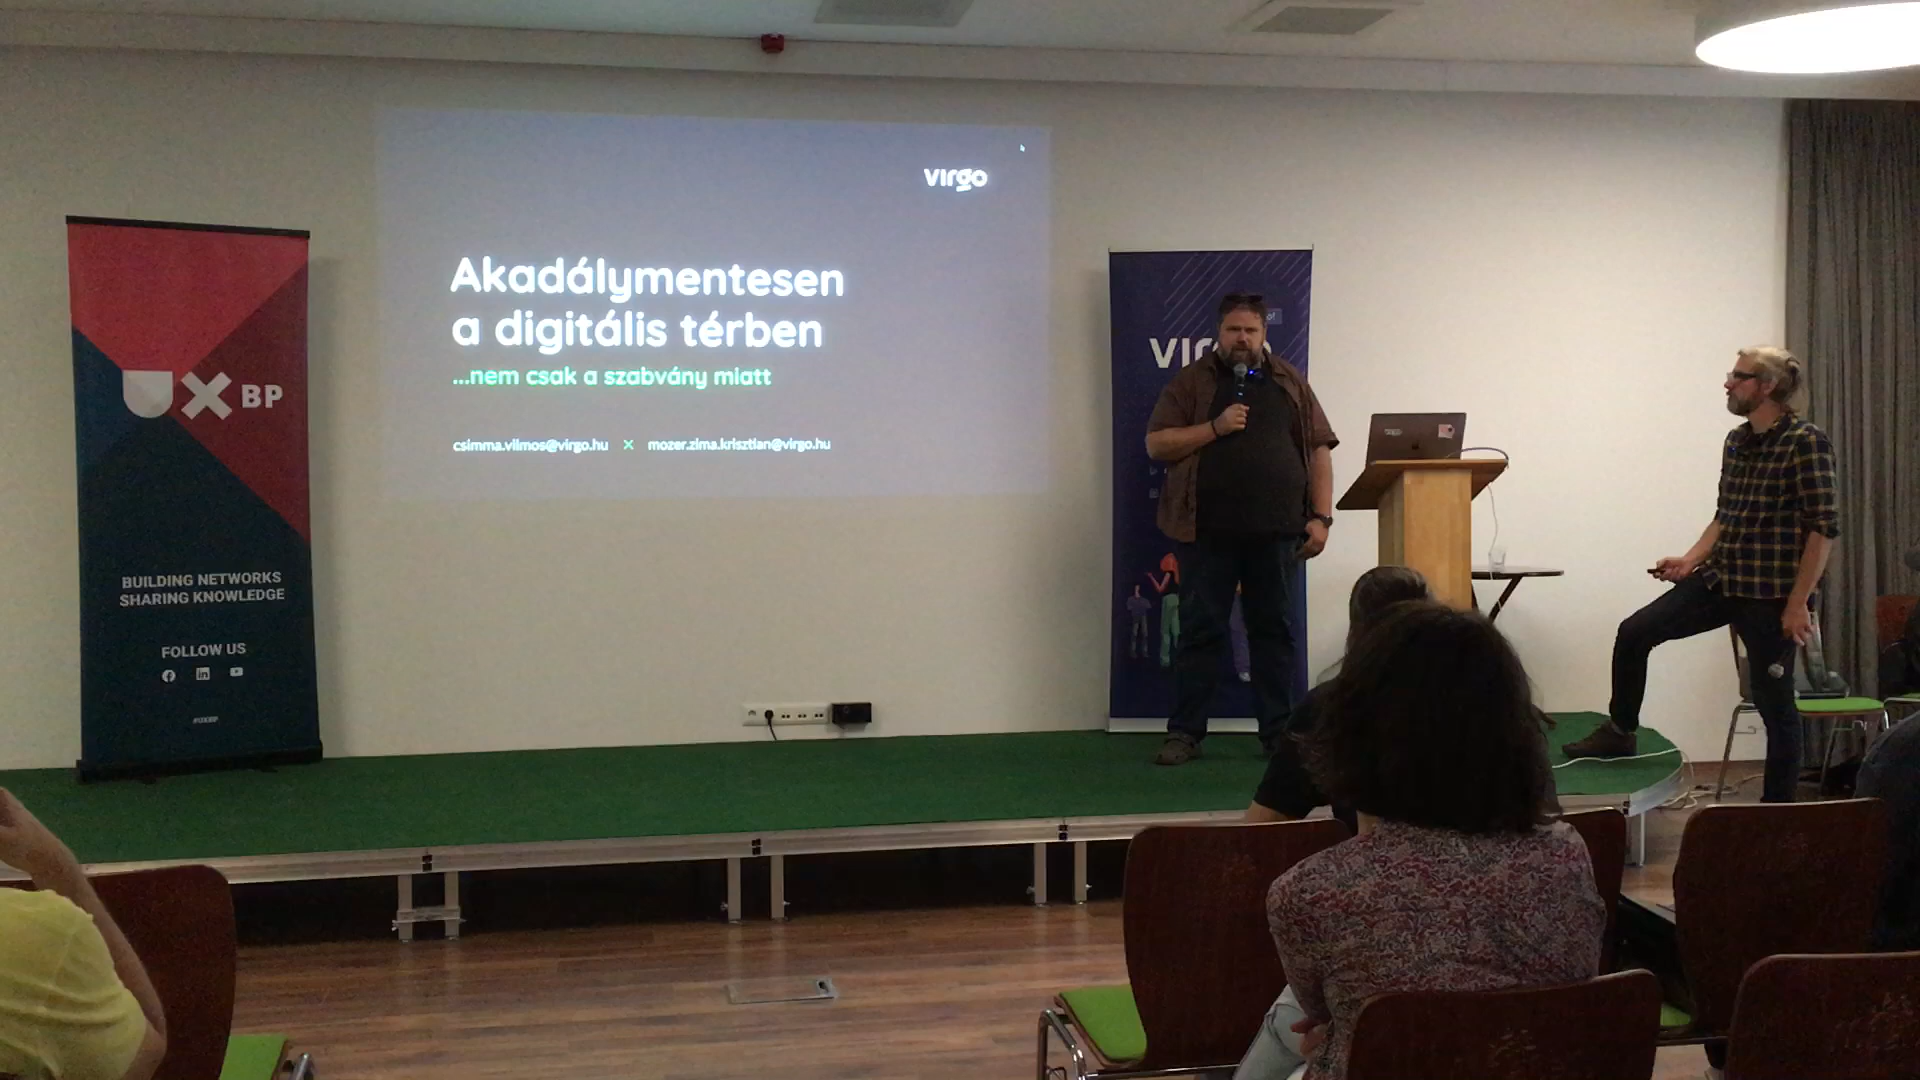 virgo
Akadálymentesen
a digitális térben
...nem csak a szabvány miatt
csimma.vilmos@virgo.hu × mozer.zima.krisztian@virgo.hu
UX BP
BUILDING NETWORKS
SHARING KNOWLEDGE
FOLLOW US
#UXBP